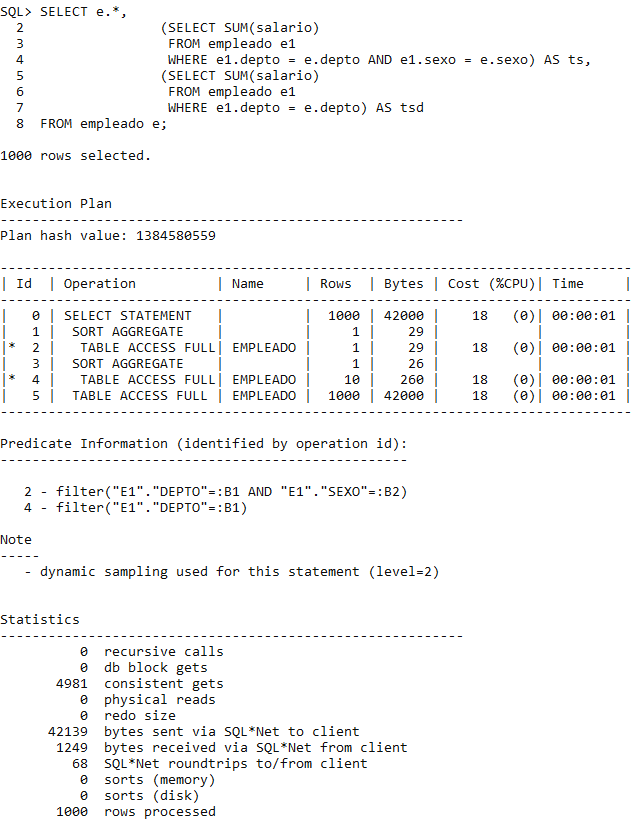 SQL> SELECT e.*,
  2                 (SELECT SUM(salario)
  3                  FROM empleado e1
  4                  WHERE e1.depto = e.depto AND e1.sexo = e.sexo) AS ts,
  5                 (SELECT SUM(salario)
  6                  FROM empleado e1
  7                  WHERE e1.depto = e.depto) AS tsd
  8  FROM empleado e;
1000 rows selected.
Execution Plan
----------------------------------------------------------
Plan hash value: 1384580559
-------------------------------------------------------------------------------
| Id  | Operation          | Name     | Rows  | Bytes | Cost (%CPU)| Time     |
-------------------------------------------------------------------------------
|   0 | SELECT STATEMENT   |          |  1000 | 42000 |    18   (0)| 00:00:01 |
|   1 |  SORT AGGREGATE    |          |     1 |    29 |            |          |
|*  2 |   TABLE ACCESS FULL| EMPLEADO |     1 |    29 |    18   (0)| 00:00:01 |
|   3 |  SORT AGGREGATE    |          |     1 |    26 |            |          |
|*  4 |   TABLE ACCESS FULL| EMPLEADO |    10 |   260 |    18   (0)| 00:00:01 |
|   5 |  TABLE ACCESS FULL | EMPLEADO |  1000 | 42000 |    18   (0)| 00:00:01 |
-------------------------------------------------------------------------------
Predicate Information (identified by operation id):
---------------------------------------------------
   2 - filter("E1"."DEPTO"=:B1 AND "E1"."SEXO"=:B2)
   4 - filter("E1"."DEPTO"=:B1)
Note
-----
   - dynamic sampling used for this statement (level=2)
Statistics
----------------------------------------------------------
          0  recursive calls
          0  db block gets
       4981  consistent gets
          0  physical reads
          0  redo size
      42139  bytes sent via SQL*Net to client
       1249  bytes received via SQL*Net from client
         68  SQL*Net roundtrips to/from client
          0  sorts (memory)
          0  sorts (disk)
       1000  rows processed